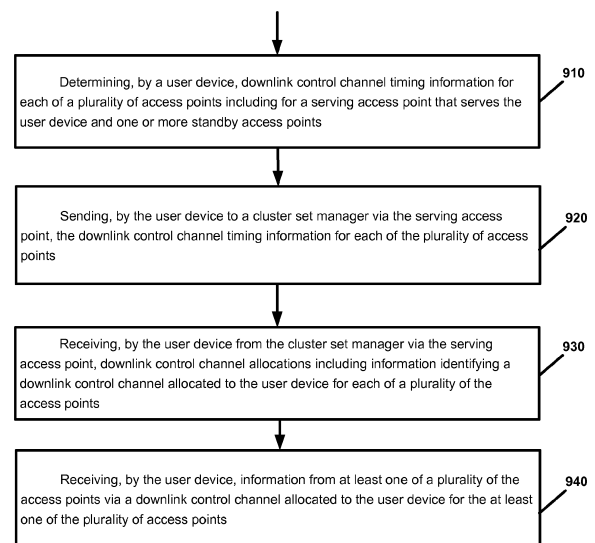 Determining, by a user device, downlink control channel timing information for
each of a plurality of access points including for a serving access point that serves the
user device and one or more standby access points
910
Sending, by the user device to a cluster set manager via the serving access
point, the downlink control channel timing information for each of the plurality of access
points
920
Receiving, by the user device from the cluster set manager via the serving
access point, downlink control channel allocations including information identifying a
downlink control channel allocated to the user device for each of a plurality of the
access points
930
Receiving, by the user device, information from at least one of a plurality of the
access points via a downlink control channel allocated to the user device for the at least
one of the plurality of access points
940